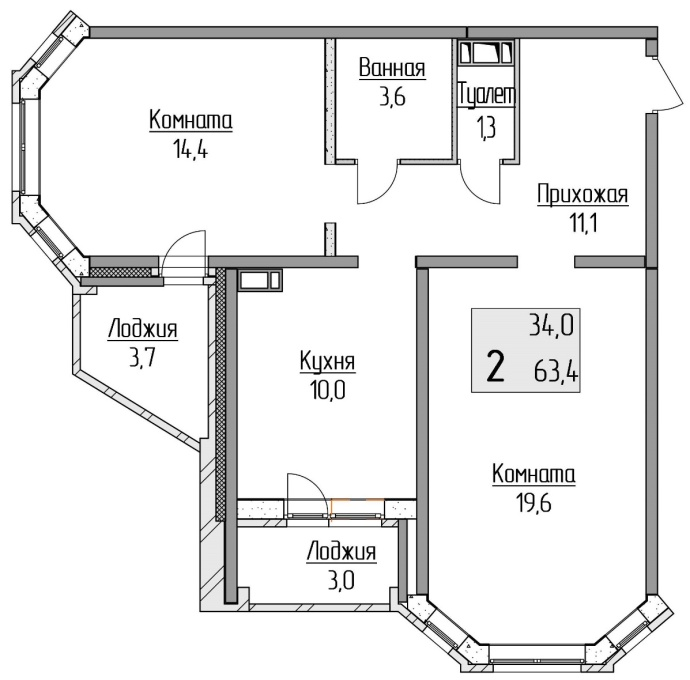 Ванная
3,6
Туалет
1,3
Комната
14,4
Прихожая
11,1
Лоджия
3,7
34,0
2 63,4
Кухня
10,0
Комната
19,6
Лоджия
3,0